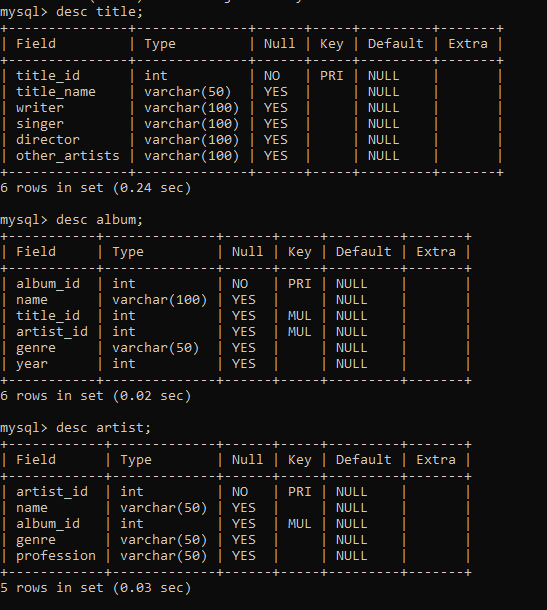 mysql> desc title;
+---------------+--------------+------+-----+---------+-------+
| Field         | Type         | Null | Key | Default | Extra |
+---------------+--------------+------+-----+---------+-------+
| title_id      | int          | NO   | PRI | NULL    |       |
| title_name    | varchar(50)  | YES  |     | NULL    |       |
| writer        | varchar(100) | YES  |     | NULL    |       |
| singer        | varchar(100) | YES  |     | NULL    |       |
| director      | varchar(100) | YES  |     | NULL    |       |
| other_artists | varchar(100) | YES  |     | NULL    |       |
+---------------+--------------+------+-----+---------+-------+
6 rows in set (0.24 sec)
mysql> desc album;
+-----------+--------------+------+-----+---------+-------+
| Field     | Type         | Null | Key | Default | Extra |
+-----------+--------------+------+-----+---------+-------+
| album_id  | int          | NO   | PRI | NULL    |       |
| name      | varchar(100) | YES  |     | NULL    |       |
| title_id  | int          | YES  | MUL | NULL    |       |
| artist_id | int          | YES  | MUL | NULL    |       |
| genre     | varchar(50)  | YES  |     | NULL    |       |
| year      | int          | YES  |     | NULL    |       |
+-----------+--------------+------+-----+---------+-------+
6 rows in set (0.02 sec)
mysql> desc artist;
+------------+-------------+------+-----+---------+-------+
| Field      | Type        | Null | Key | Default | Extra |
+------------+-------------+------+-----+---------+-------+
| artist_id  | int         | NO   | PRI | NULL    |       |
| name       | varchar(50) | YES  |     | NULL    |       |
| album_id   | int         | YES  | MUL | NULL    |       |
| genre      | varchar(50) | YES  |     | NULL    |       |
| profession | varchar(50) | YES  |     | NULL    |       |
+------------+-------------+------+-----+---------+-------+
5 rows in set (0.03 sec)